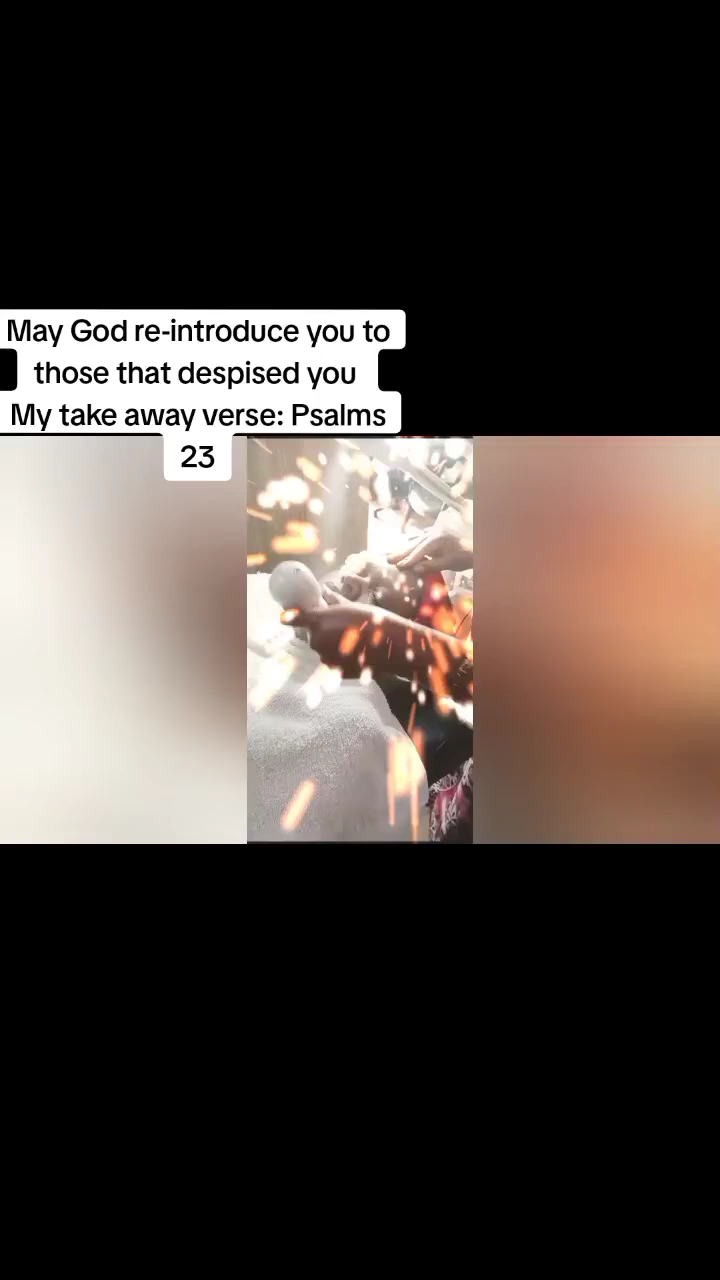 May God re-introduce you to
those that despised you
My take away verse: Psalms
23